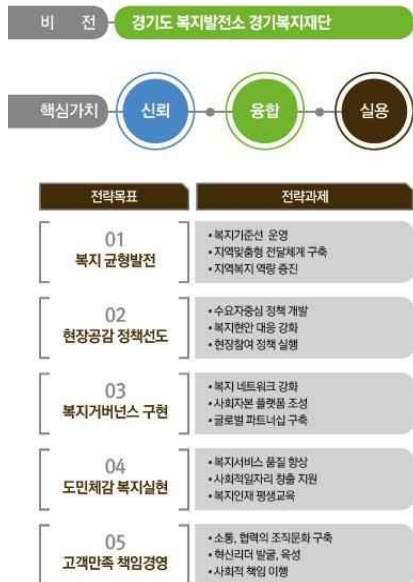 비 전
경기도 복지발전소 경기복지재단
핵심가치
신뢰
융합
실용
전략목표
전략과제
01
복지 균형발전
• 복지기준선 운영
• 지역맞춤형 전달체계 구축
• 지역복지 역량 증진
02
현장공감 정책선도
• 수요자중심 정책 개발
• 복지현안 대응 강화
• 현장참여 정책 실행
03
복지거버넌스 구현
• 복지 네트워크 강화
• 사회자본 플랫폼 조성
• 글로벌 파트너십 구축
04
도민체감 복지실현
• 복지서비스 품질 향상
• 사회적일자리 창출 지원
• 복지인재 평생교육
05
고객만족 책임경영
• 소통, 협력의 조직문화 구축
• 혁신리더 발굴, 육성
• 사회적 책임 이행